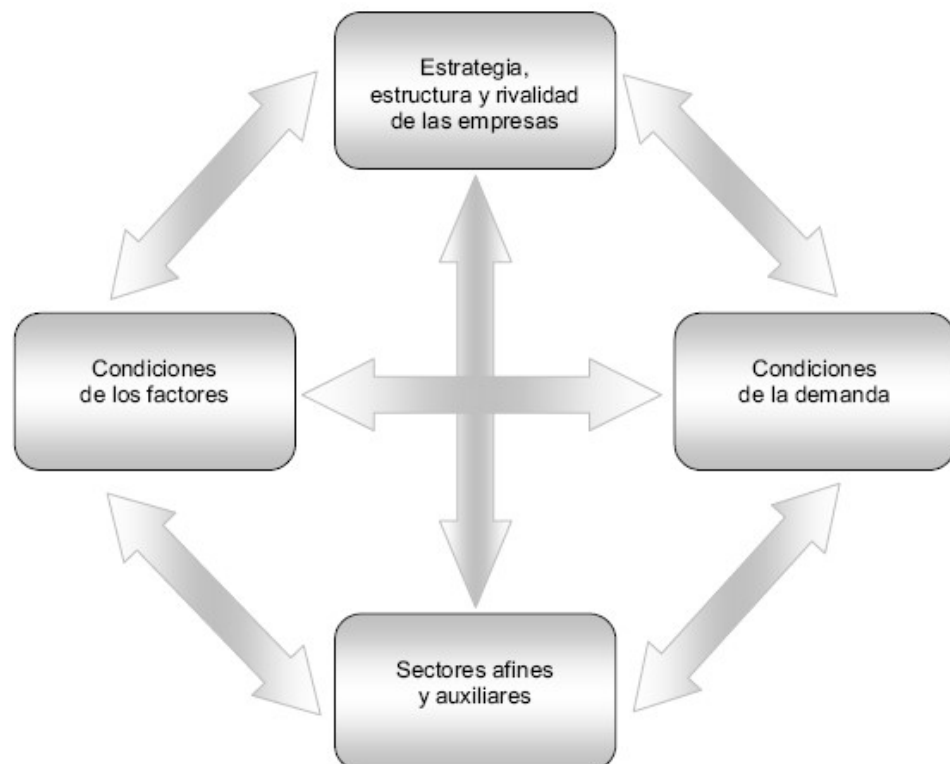 Estrategia,
estructura y rivalidad
de las empresas
Condiciones
de los factores
Condiciones
de la demanda
Sectores afines
y auxiliares